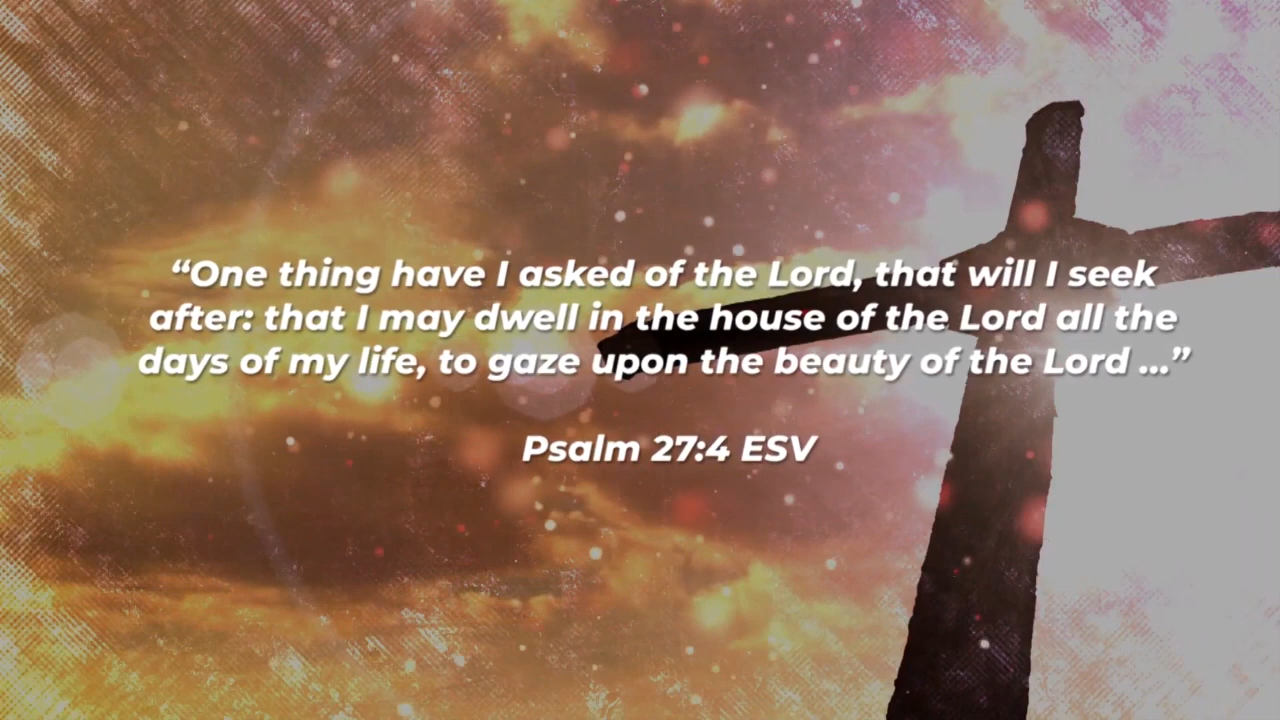 “One thing have I asked of the Lord, that will I seek
after: that I may dwell in the house of the Lord all the
days of my life, to gaze upon the beauty of the Lord ...”
Psalm 27:4 ESV